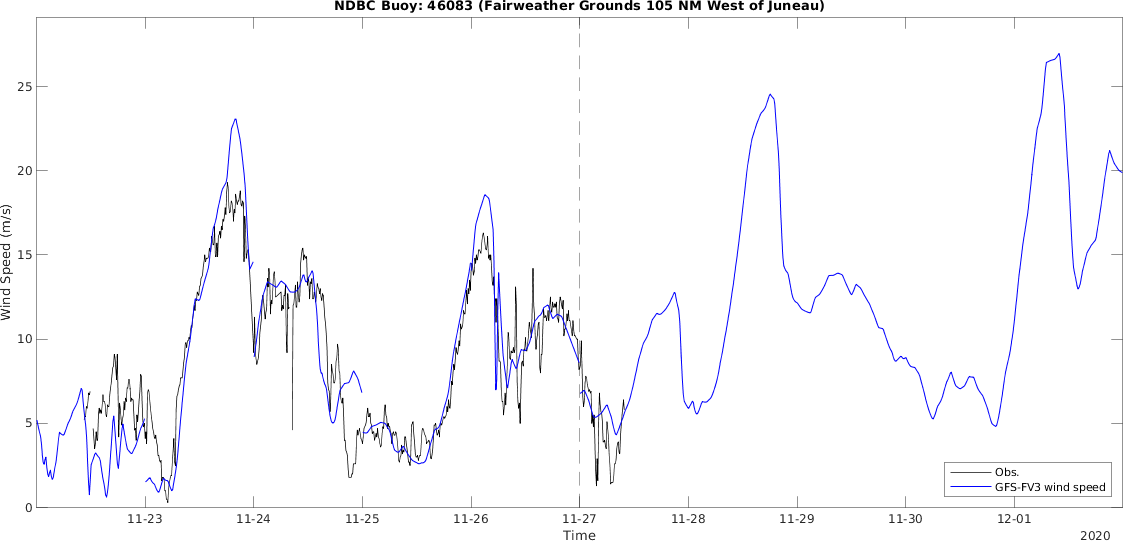 NDBC Buoy: 46083 (Fairweather Grounds 105 NM West of Juneau)
25
20
15
10
5
0
Wind Speed (m/s)
Obs.
GFS-FV3 wind speed
11-23 11-24 11-25 11-26 11-27 11-28 11-29 11-30 12-01
Time
2020